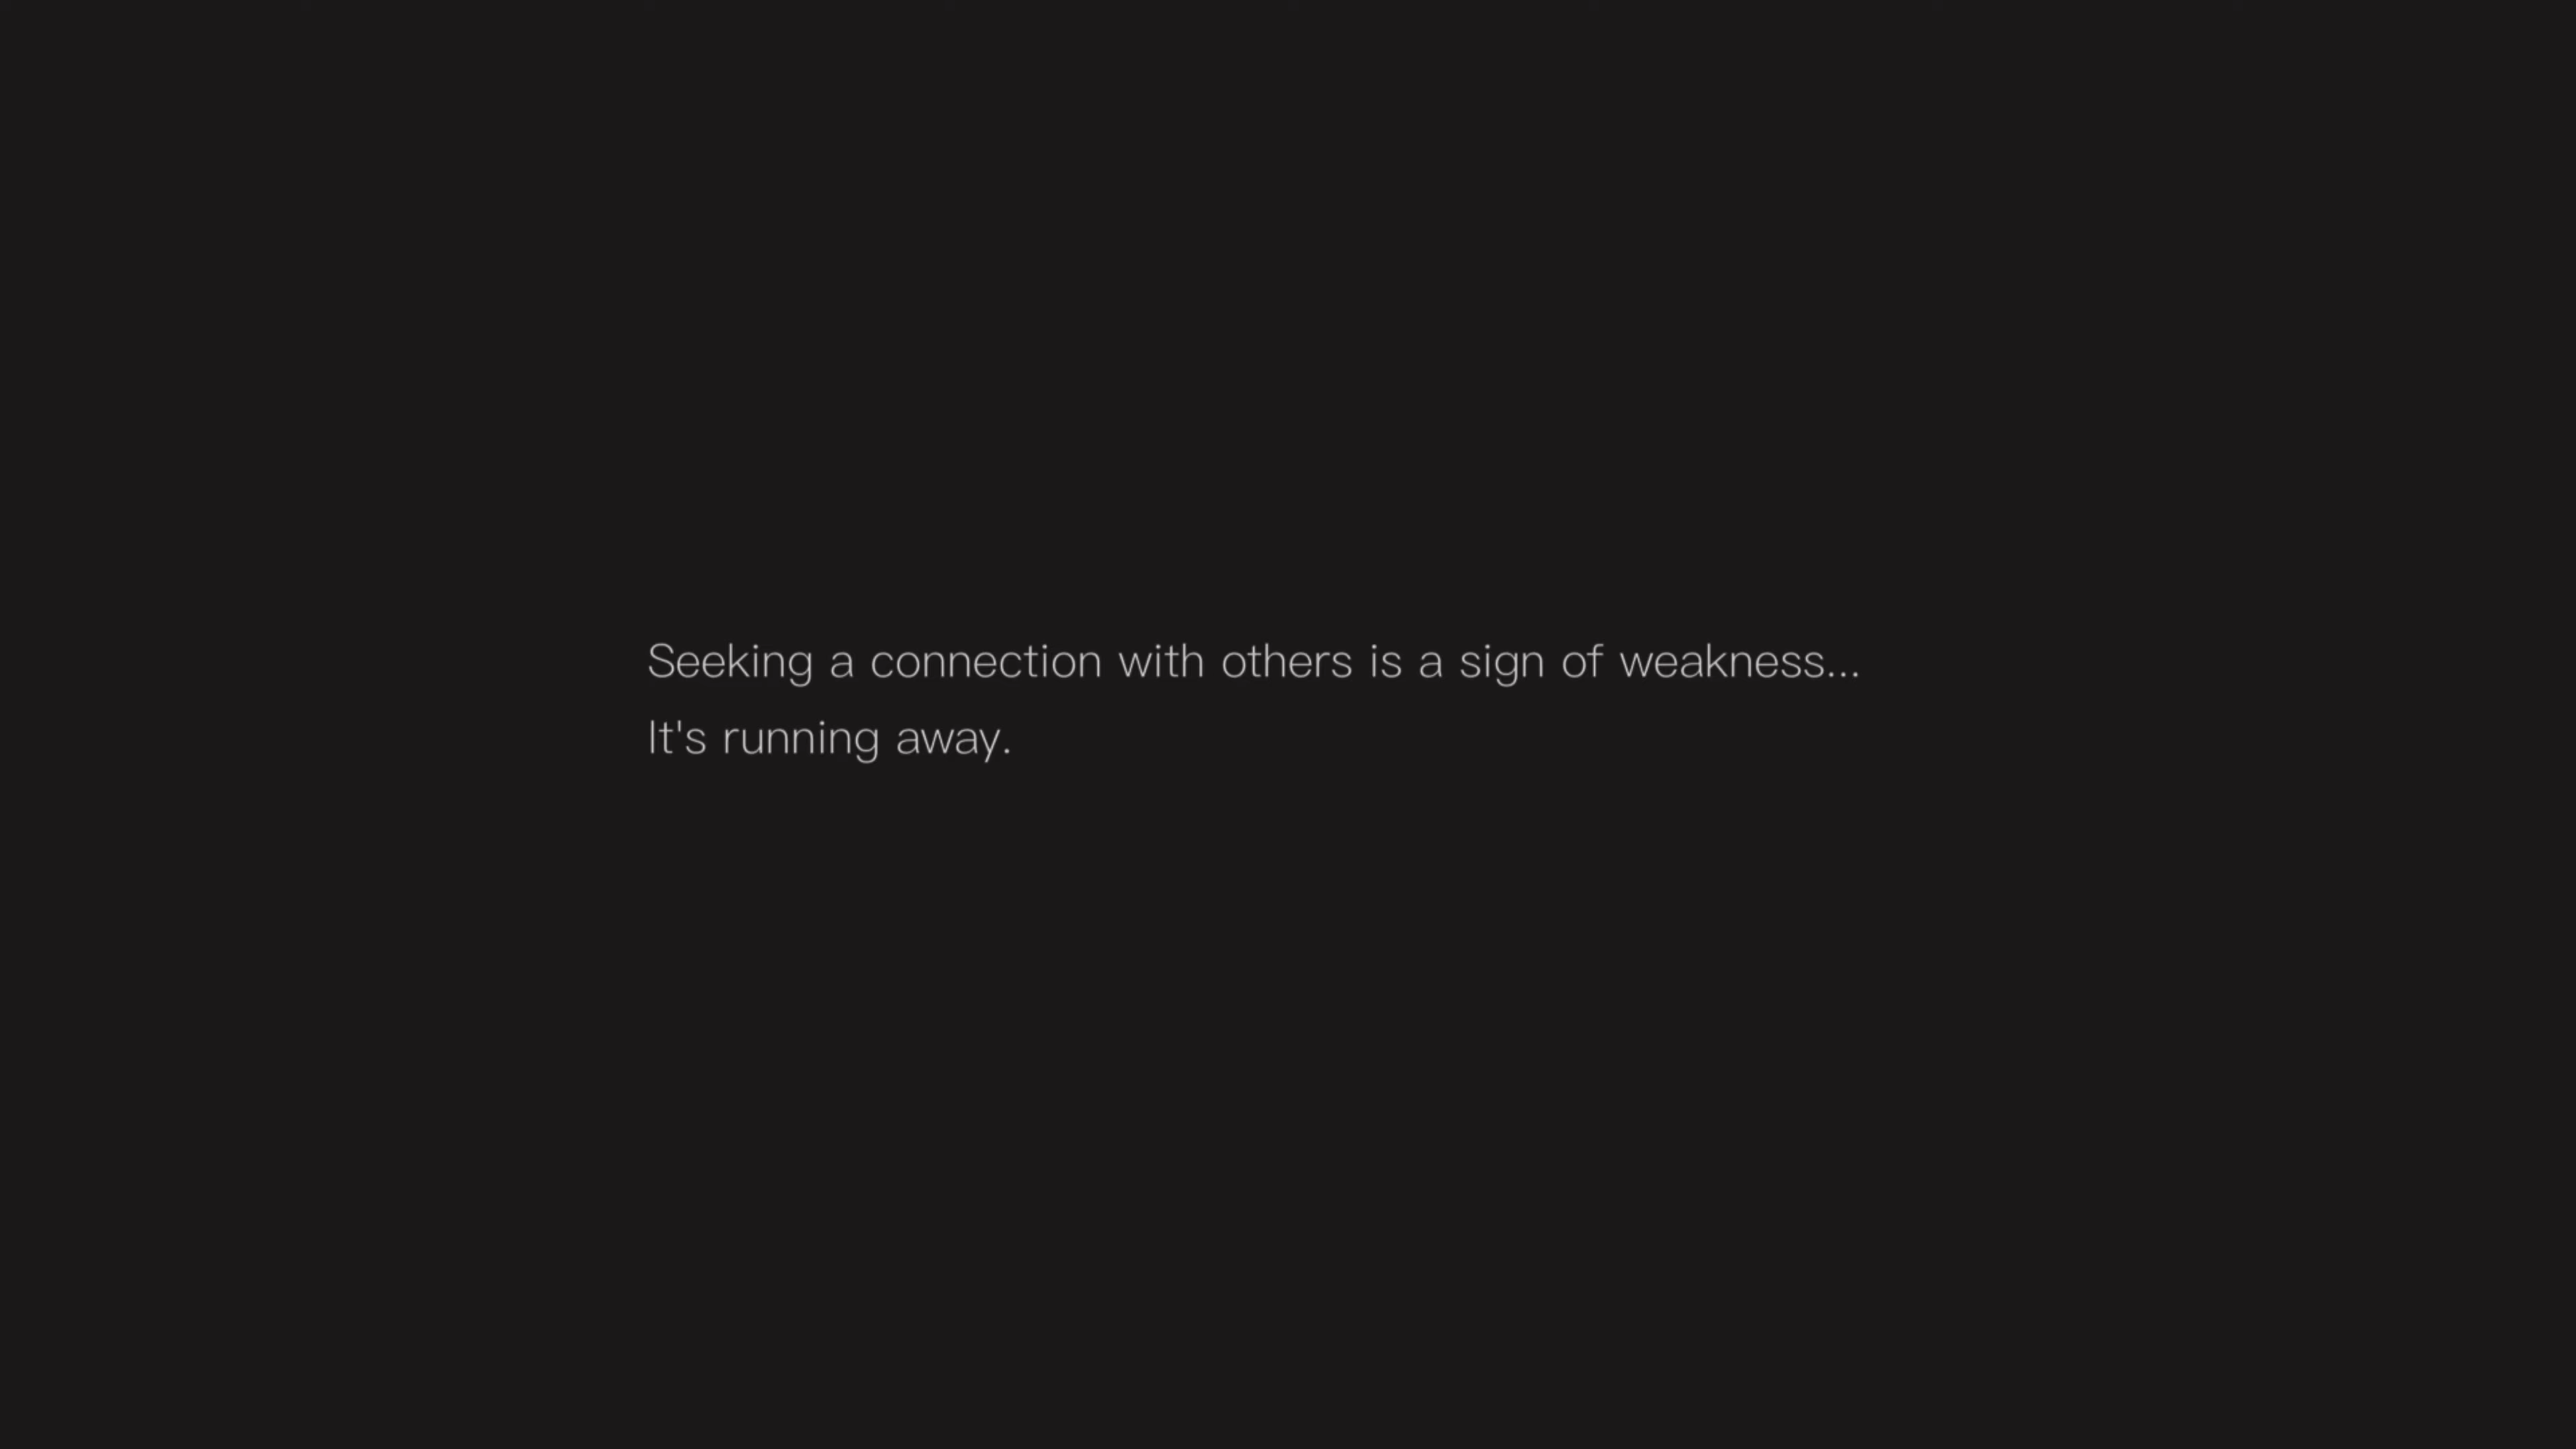 Seeking a connection with others is a sign of weakness...
It's running away.